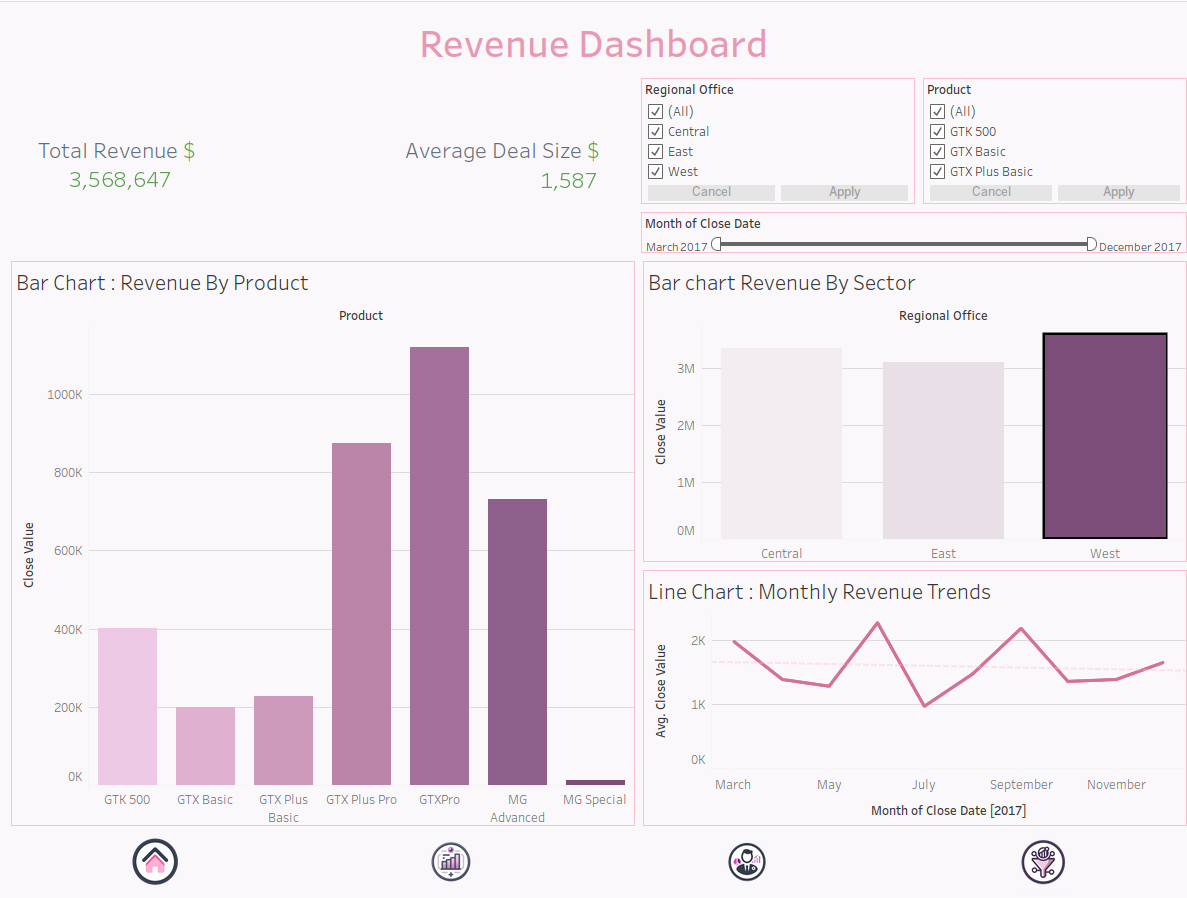 Revenue Dashboard
Total Revenue $
3,568,647
Average Deal Size $
1,587
Regional Office
(All)
Central
East
West
Cancel Apply
Product
(All)
GTK 500
GTX Basic
GTX Plus Basic
Cancel Apply
Month of Close Date
March 2017 December 2017
Bar Chart : Revenue By Product
Product
Close Value
1000K
800K
600K
400K
200K
0K
GTK 500 GTX Basic GTX Plus Basic GTX Plus Pro GTXPro MG Advanced MG Special
Bar chart Revenue By Sector
Regional Office
Close Value
3M
2M
1M
0M
Central East West
Line Chart : Monthly Revenue Trends
Avg. Close Value
2K
1K
0K
March May July September November
Month of Close Date [2017]